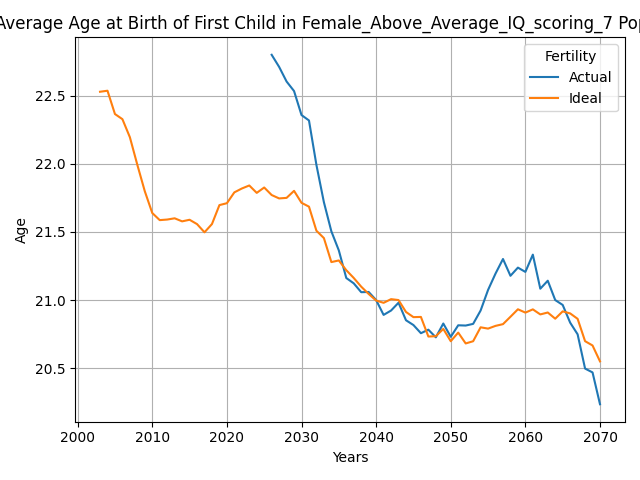 Average Age at Birth of First Child in Female_Above_Average_IQ_scoring_7
Fertility
Actual
Ideal
22.5
22.0
21.5
21.0
20.5
Age
2000
2010
2020
2030
2040
2050
2060
2070
Years